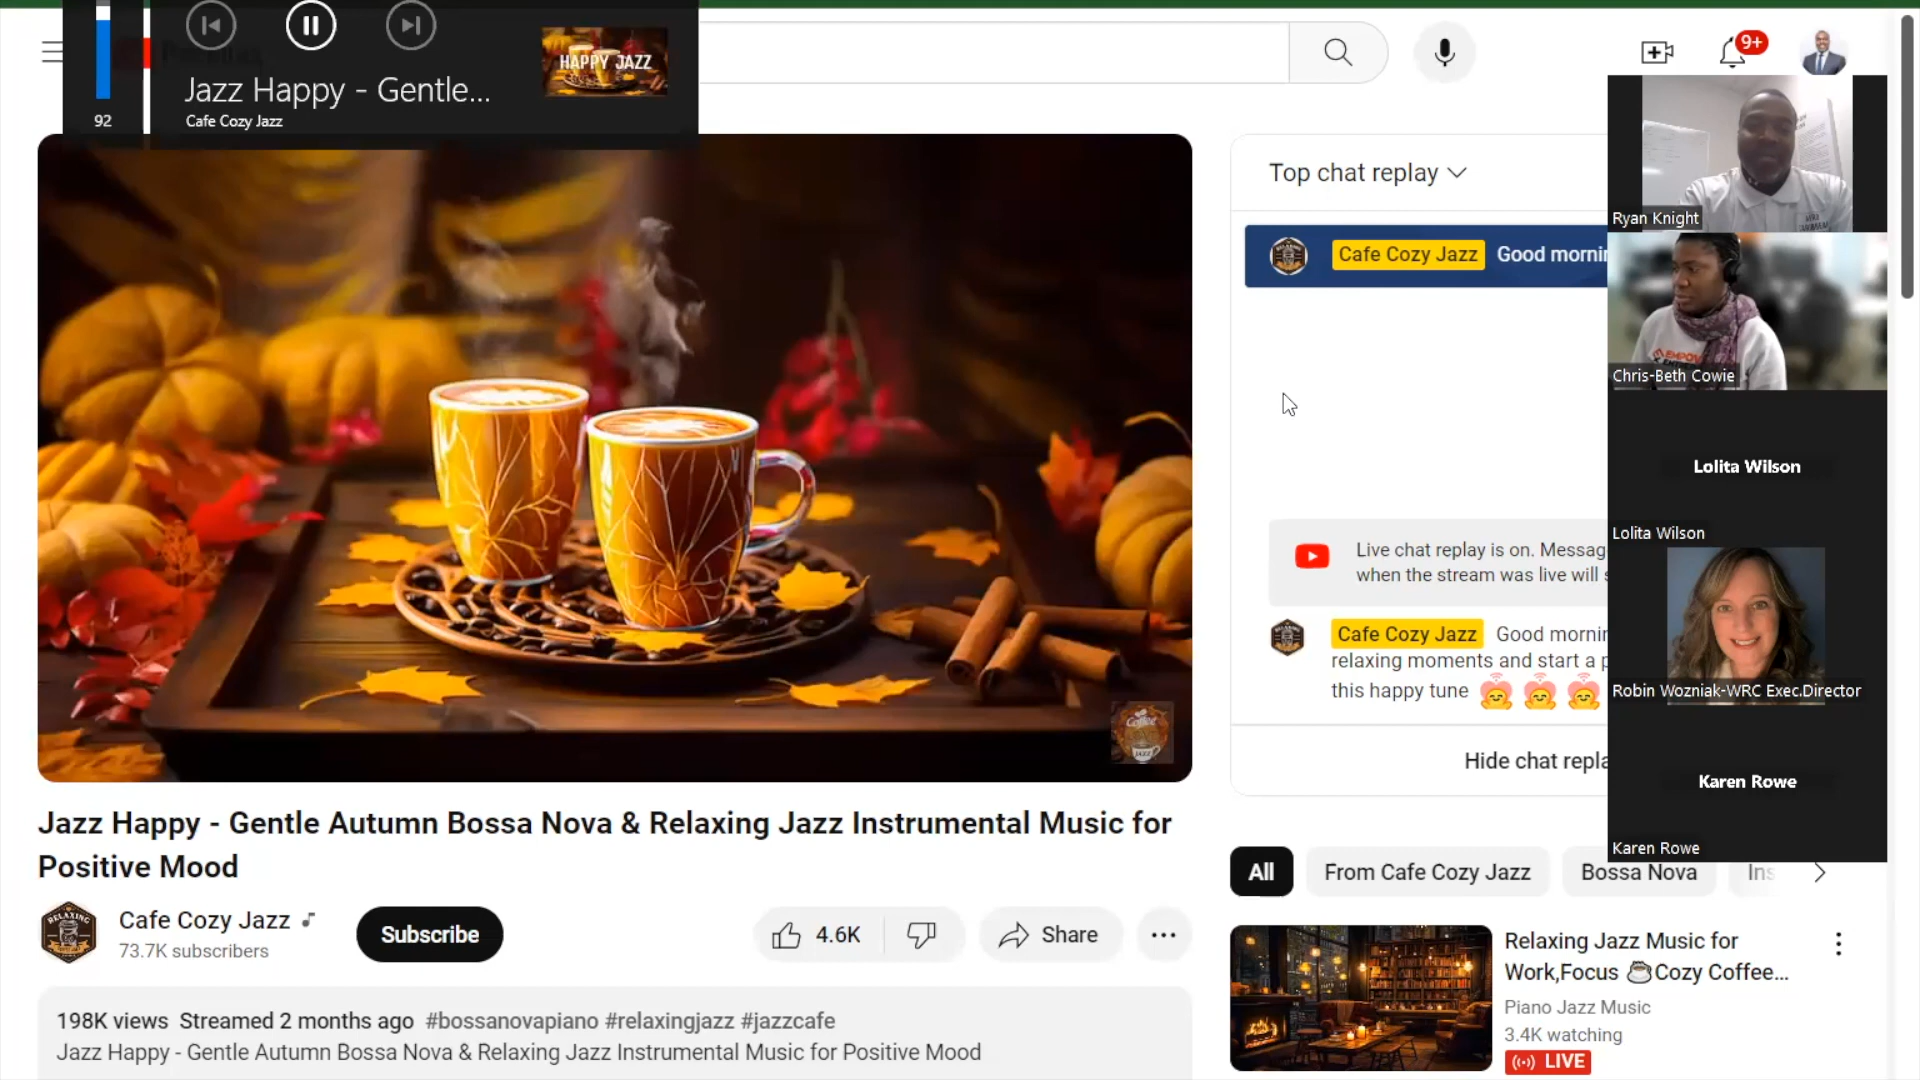 Jazz Happy - Gentle...
Cafe Cozy Jazz
92
HAPPY JAZZ
9+
Top chat replay
Cafe Cozy Jazz Good mornin
Live chat replay is on. Messag
when the stream was live will
Cafe Cozy Jazz Good mornin
relaxing moments and start a
this happy tune
Hide chat repla
Ryan Knight
Chris-Beth Cowie
Lolita Wilson
Lolita Wilson
Robin Wozniak-WRC Exec.Director
Karen Rowe
Karen Rowe
Coffee
JAZZ
Jazz Happy - Gentle Autumn Bossa Nova & Relaxing Jazz Instrumental Music for
Positive Mood
RELAXING
Cafe Cozy Jazz
73.7K subscribers
Subscribe
4.6K
Share
198K views Streamed 2 months ago #bossanovapiano #relaxingjazz #jazzcafe
Jazz Happy - Gentle Autumn Bossa Nova & Relaxing Jazz Instrumental Music for Positive Mood
All
From Cafe Cozy Jazz
Bossa Nova
Ins
Relaxing Jazz Music for
Work,Focus ☕Cozy Coffee...
Piano Jazz Music
3.4K watching
LIVE